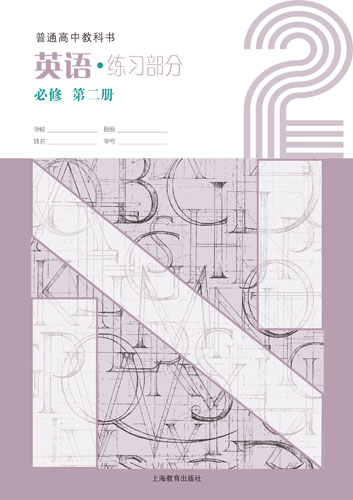 普通高中教科书
英语·练习部分
必修 第二册
2
学校 班级
姓名 学号
上海教育出版社